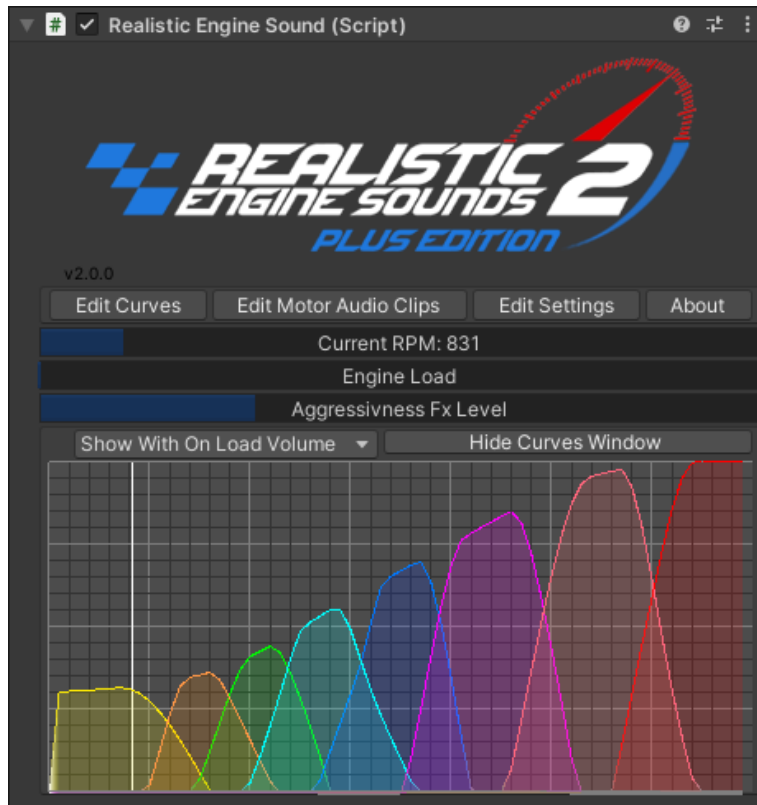 Realistic Engine Sound (Script)
REALISTIC
ENGINE SOUNDS 2
PLUS EDITION
v2.0.0
Edit Curves Edit Motor Audio Clips Edit Settings About
Current RPM: 831
Engine Load
Aggressivness Fx Level
Show With On Load Volume Hide Curves Window